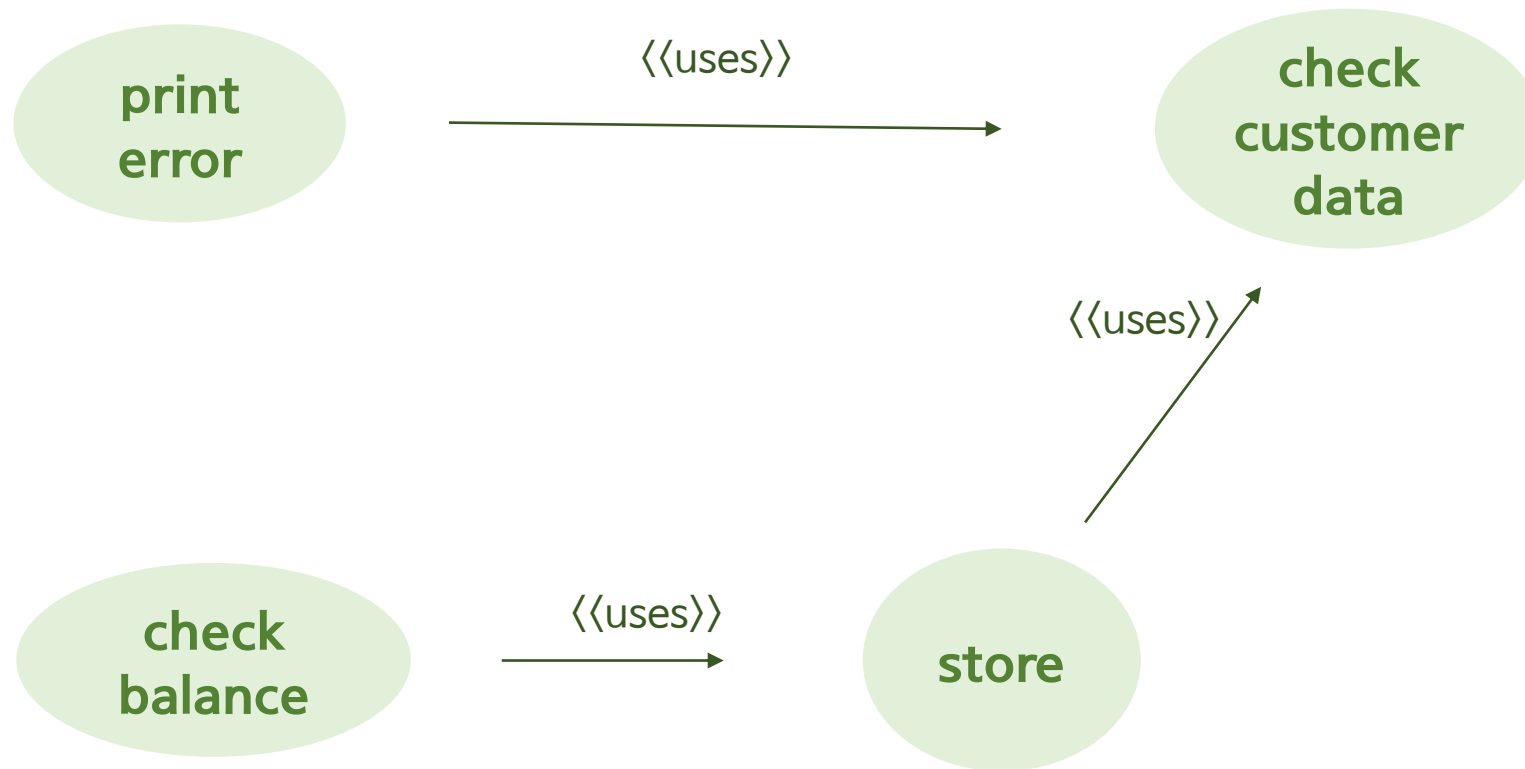 print
error
〈〈uses〉〉
check
customer
data
〈〈uses〉〉
check
balance
〈〈uses〉〉
store